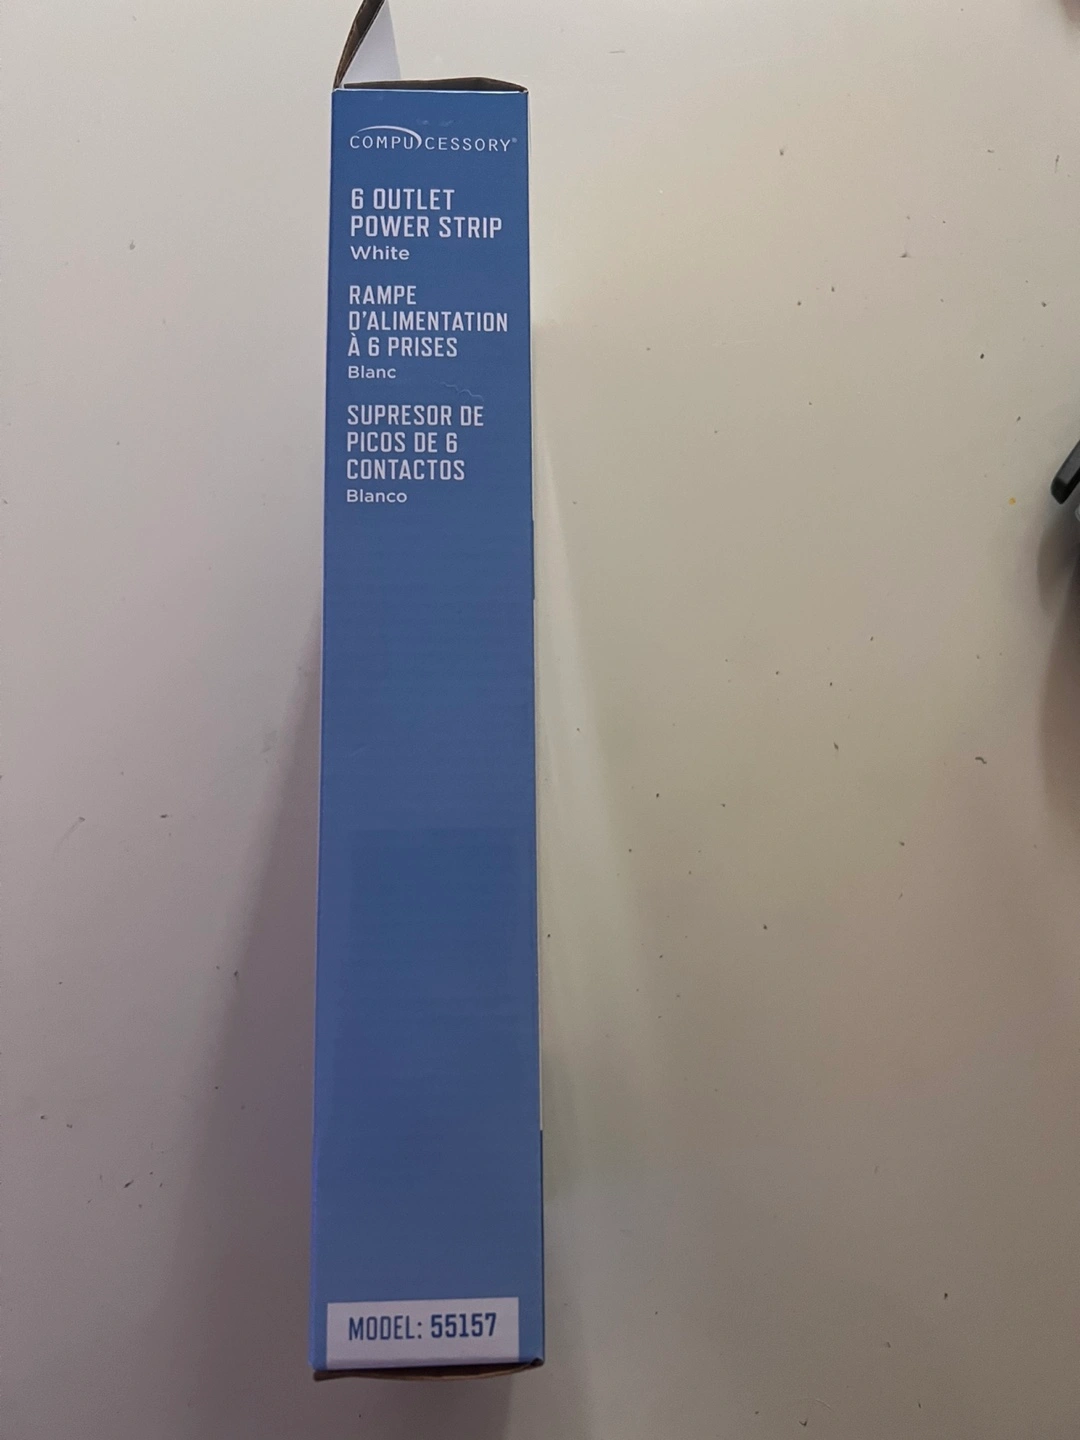 COMPUCESSORY®
6 OUTLET
POWER STRIP
White
RAMPE
D'ALIMENTATION
À 6 PRISES
Blanc
SUPRESOR DE
PICOS DE 6
CONTACTOS
Blanco
MODEL: 55157